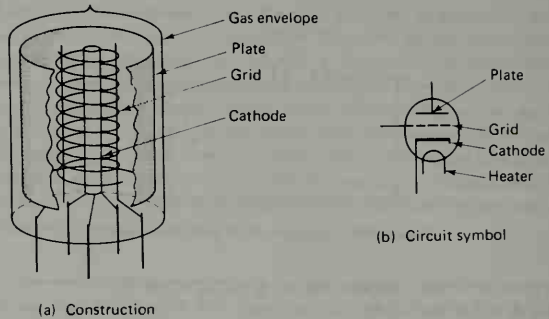 Gas envelope
Plate
Grid
Cathode
(a) Construction
Plate
Grid
Cathode
Heater
(b) Circuit symbol